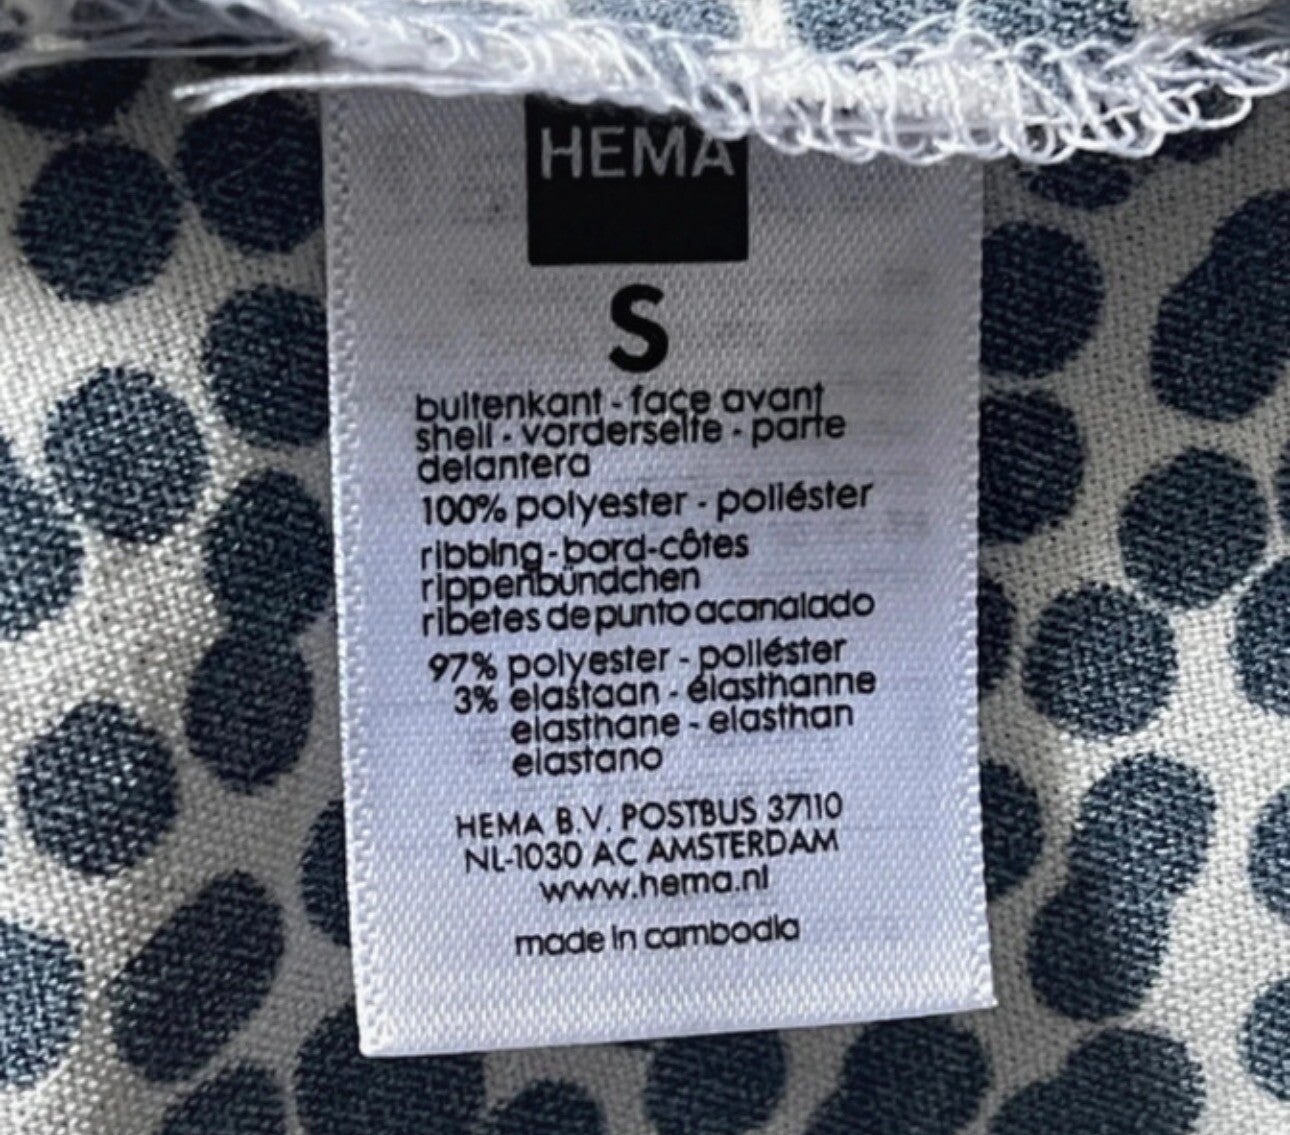 HEMA
S
buitenkant - face avant
shell - vorderseite - parte
delantera
100% polyester - poliéster
ribbing - bord-côtes
rippenbündchen
ribetes de punto acanalado
97% polyester - poliéster
3% elastaan - élasthanne
elasthane - elasthan
elastano
HEMA B.V. POSTBUS 37110
NL-1030 AC AMSTERDAM
www.hema.nl
made in cambodia